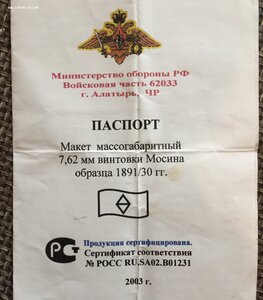 Министерство обороны РФ
Войсковая часть 62033
г. Алатырь, ЧР
ПАСПОРТ
Макет массогабаритный
7,62 мм винтовки Мосина
образца 1891/30 гг.
Продукция сертифицирована.
Сертификат соответствия
№ РОСС RU.SA02.B01231
2003 г.